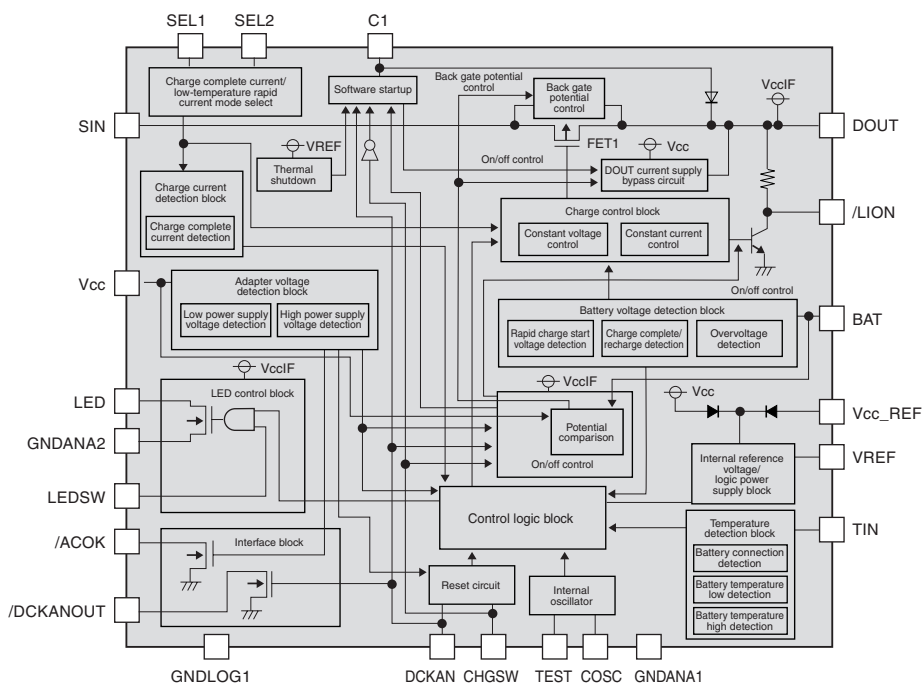 SEL1
SEL2
C1
Charge complete current/
low-temperature rapid
current mode select
Software startup
Back gate potential
control
Back gate
potential
control
VccIF
SIN
DOUT
FET1
VREF
Thermal
shutdown
On/off control
Vcc
DOUT current supply
bypass circuit
Charge current
detection block
Charge complete
current detection
Charge control block
Constant voltage
control
Constant current
control
/LION
Vcc
Adapter voltage
detection block
Low power supply
voltage detection
High power supply
voltage detection
On/off control
Battery voltage detection block
Rapid charge start
voltage detection
Charge complete/
recharge detection
Overvoltage
detection
BAT
VccIF
LED control block
LED
GNDANA2
LEDSW
VccIF
Potential
comparison
On/off control
Vcc
Vcc_REF
Internal reference
voltage/
logic power
supply block
VREF
Control logic block
Temperature
detection block
Battery connection
detection
Battery temperature
low detection
Battery temperature
high detection
TIN
/ACOK
Interface block
/DCKANOUT
Reset circuit
Internal
oscillator
GNDLOG1
DCKAN
CHGSW
TEST
COSC
GNDANA1